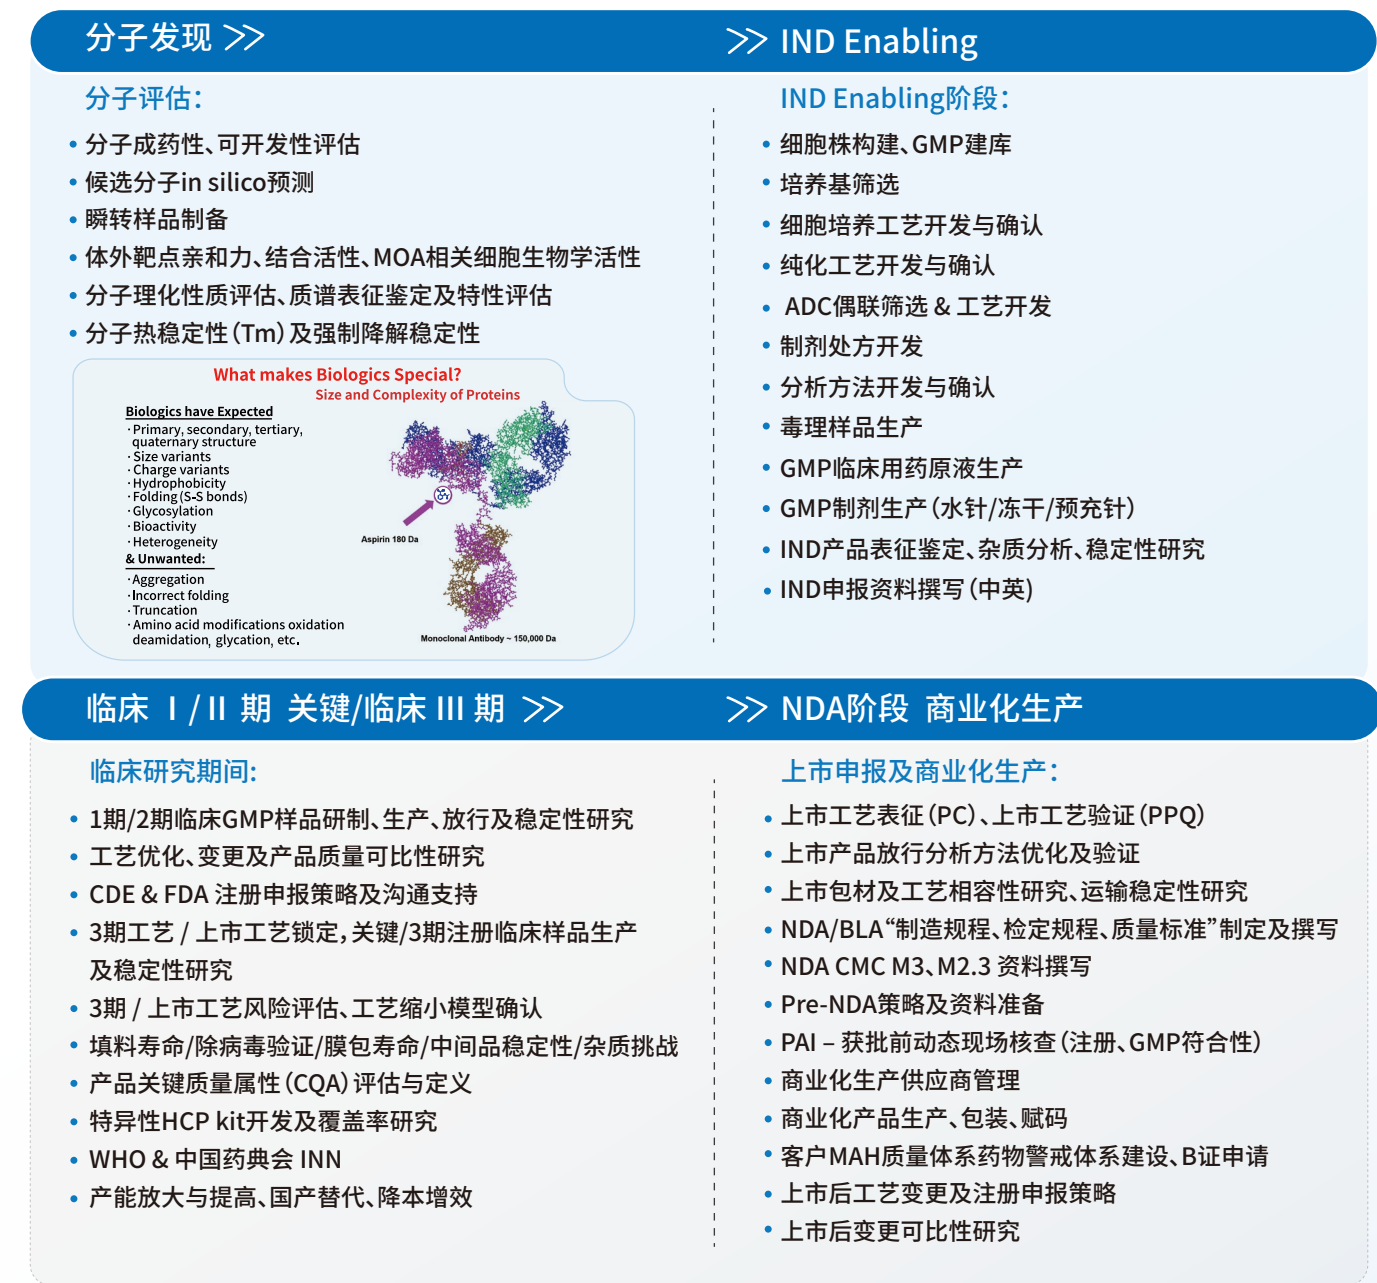 分子发现 >>
>> IND Enabling
分子评估：
• 分子成药性、可开发性评估
• 候选分子in silico预测
• 瞬转样品制备
• 体外靶点亲和力、结合活性、MOA相关细胞生物学活性
• 分子理化性质评估、质谱表征鉴定及特性评估
• 分子热稳定性（Tm）及强制降解稳定性
What makes Biologics Special?
Size and Complexity of Proteins
Biologics have Expected
·Primary, secondary, tertiary,
quaternary structure
·Size variants
·Charge variants
·Hydrophobicity
·Folding (S-S bonds)
·Glycosylation
·Bioactivity
·Heterogeneity
& Unwanted:
·Aggregation
·Incorrect folding
·Truncation
·Amino acid modifications oxidation
deamidation, glycation, etc.
Aspirin 180 Da
Monoclonal Antibody ~ 150,000 Da
IND Enabling阶段：
• 细胞株构建、GMP建库
• 培养基筛选
• 细胞培养工艺开发与确认
• 纯化工艺开发与确认
• ADC偶联筛选 & 工艺开发
• 制剂处方开发
• 分析方法开发与确认
• 毒理样品生产
• GMP临床用药原液生产
• GMP制剂生产（水针/冻干/预充针）
• IND产品表征鉴定、杂质分析、稳定性研究
• IND申报资料撰写（中英)
临床 I / II 期 关键/临床 III 期 >>
>> NDA阶段 商业化生产
临床研究期间:
• 1期/2期临床GMP样品研制、生产、放行及稳定性研究
• 工艺优化、变更及产品质量可比性研究
• CDE & FDA 注册申报策略及沟通支持
• 3期工艺 / 上市工艺锁定，关键/3期注册临床样品生产
及稳定性研究
• 3期 / 上市工艺风险评估、工艺缩小模型确认
• 填料寿命/除病毒验证/膜包寿命/中间品稳定性/杂质挑战
• 产品关键质量属性（CQA）评估与定义
• 特异性HCP kit开发及覆盖率研究
• WHO & 中国药典会 INN
• 产能放大与提高、国产替代、降本增效
上市申报及商业化生产：
• 上市工艺表征（PC）、上市工艺验证（PPQ）
• 上市产品放行分析方法优化及验证
• 上市包材及工艺相容性研究、运输稳定性研究
• NDA/BLA“制造规程、检定规程、质量标准”制定及撰写
• NDA CMC M3、M2.3 资料撰写
• Pre-NDA策略及资料准备
• PAI – 获批前动态现场核查（注册、GMP符合性）
• 商业化生产供应商管理
• 商业化产品生产、包装、赋码
• 客户MAH质量体系药物警戒体系建设、B证申请
• 上市后工艺变更及注册申报策略
• 上市后变更可比性研究